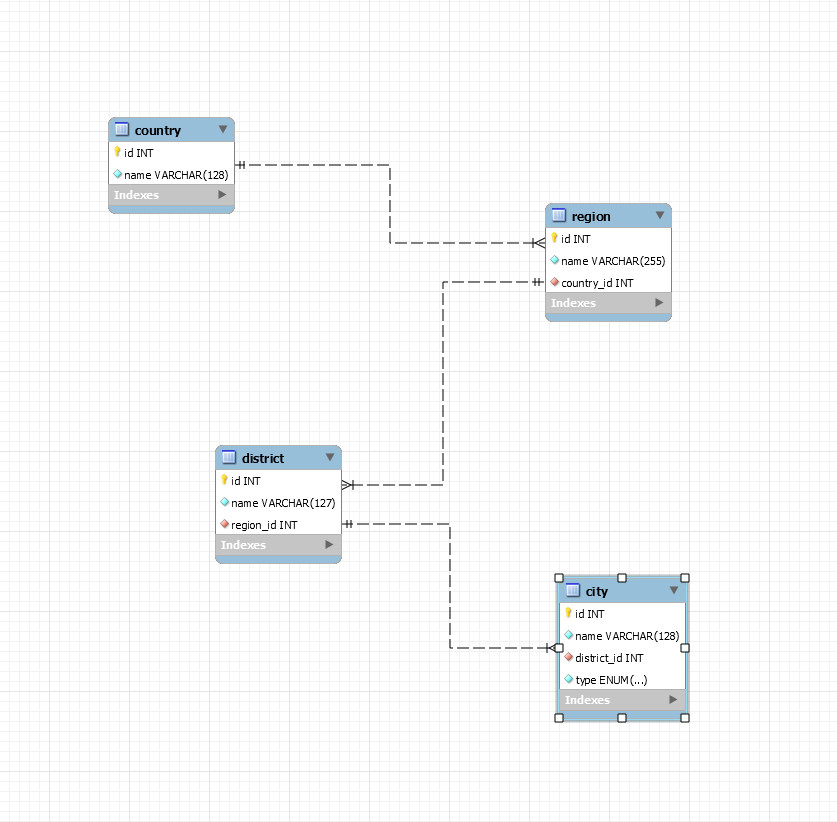 country
id INT
name VARCHAR(128)
Indexes
region
id INT
name VARCHAR(255)
country_id INT
Indexes
district
id INT
name VARCHAR(127)
region_id INT
Indexes
city
id INT
name VARCHAR(128)
district_id INT
type ENUM(...)
Indexes